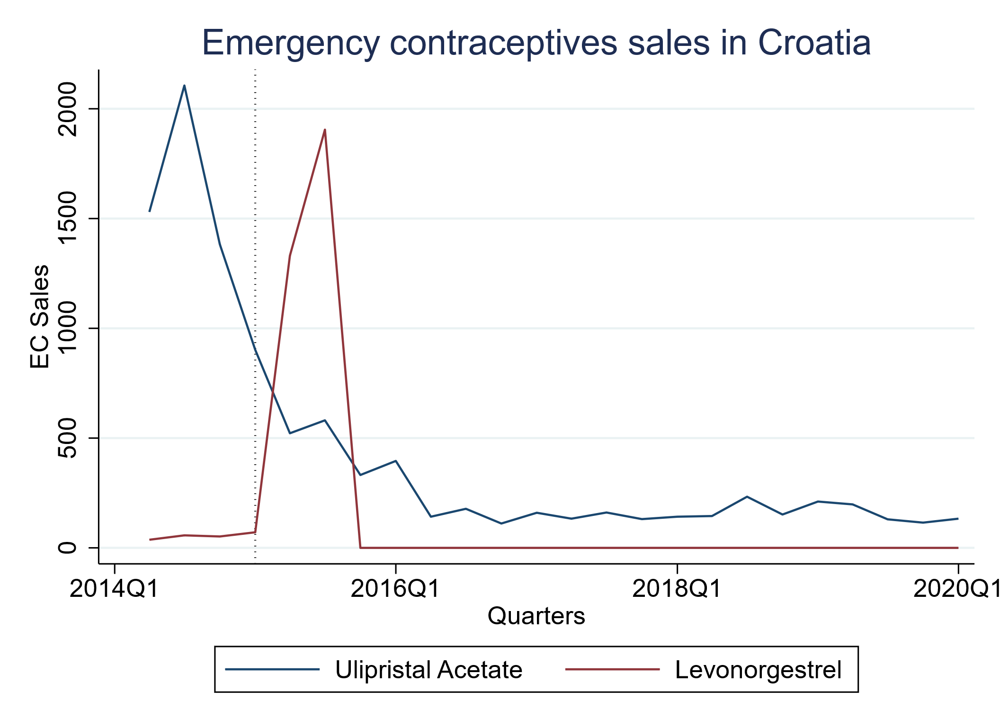 Emergency contraceptives sales in Croatia
EC Sales
2000
1500
1000
500
0
2014Q1
2016Q1
2018Q1
2020Q1
Quarters
Ulipristal Acetate
Levonorgestrel